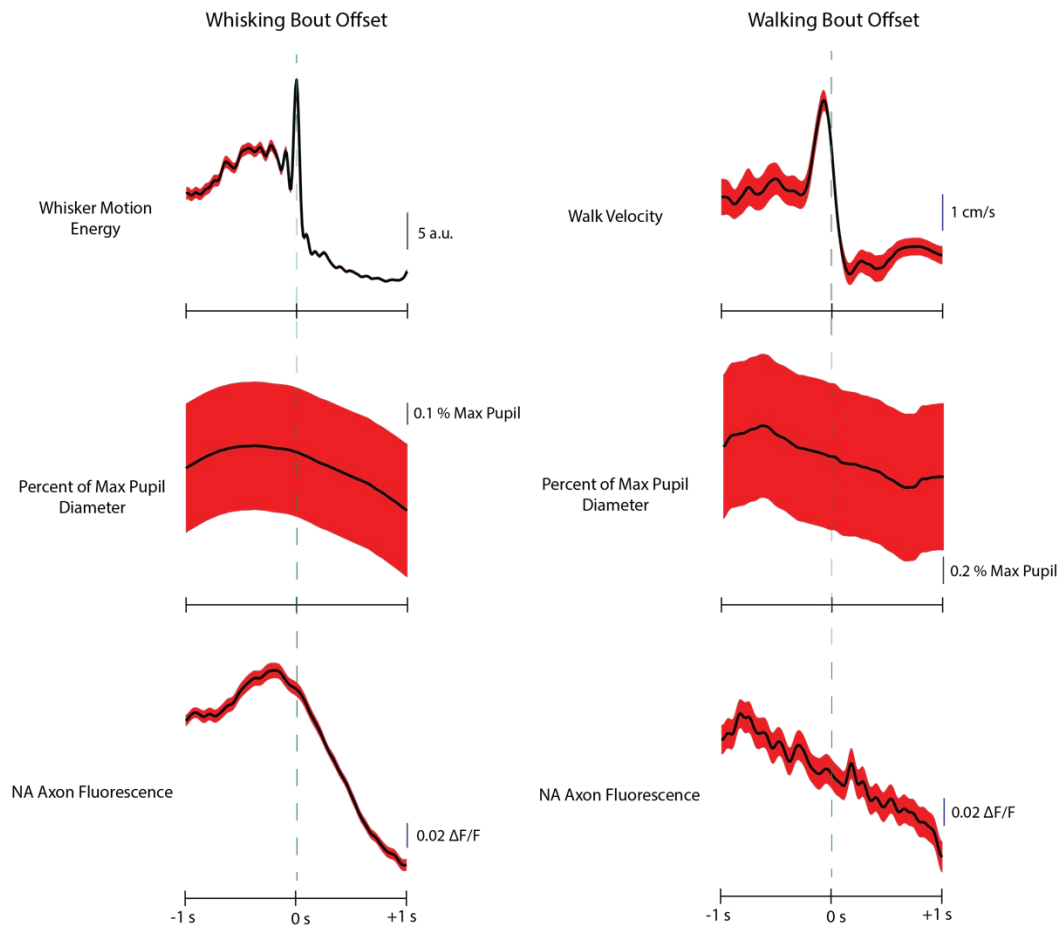 Whisking Bout Offset
Walking Bout Offset
Whisker Motion
Energy
5 a.u.
Walk Velocity
1 cm/s
Percent of Max Pupil
Diameter
0.1 % Max Pupil
Percent of Max Pupil
Diameter
0.2 % Max Pupil
NA Axon Fluorescence
0.02 ΔF/F
NA Axon Fluorescence
0.02 ΔF/F
-1 s
0 s
+1 s
-1 s
0 s
+1 s